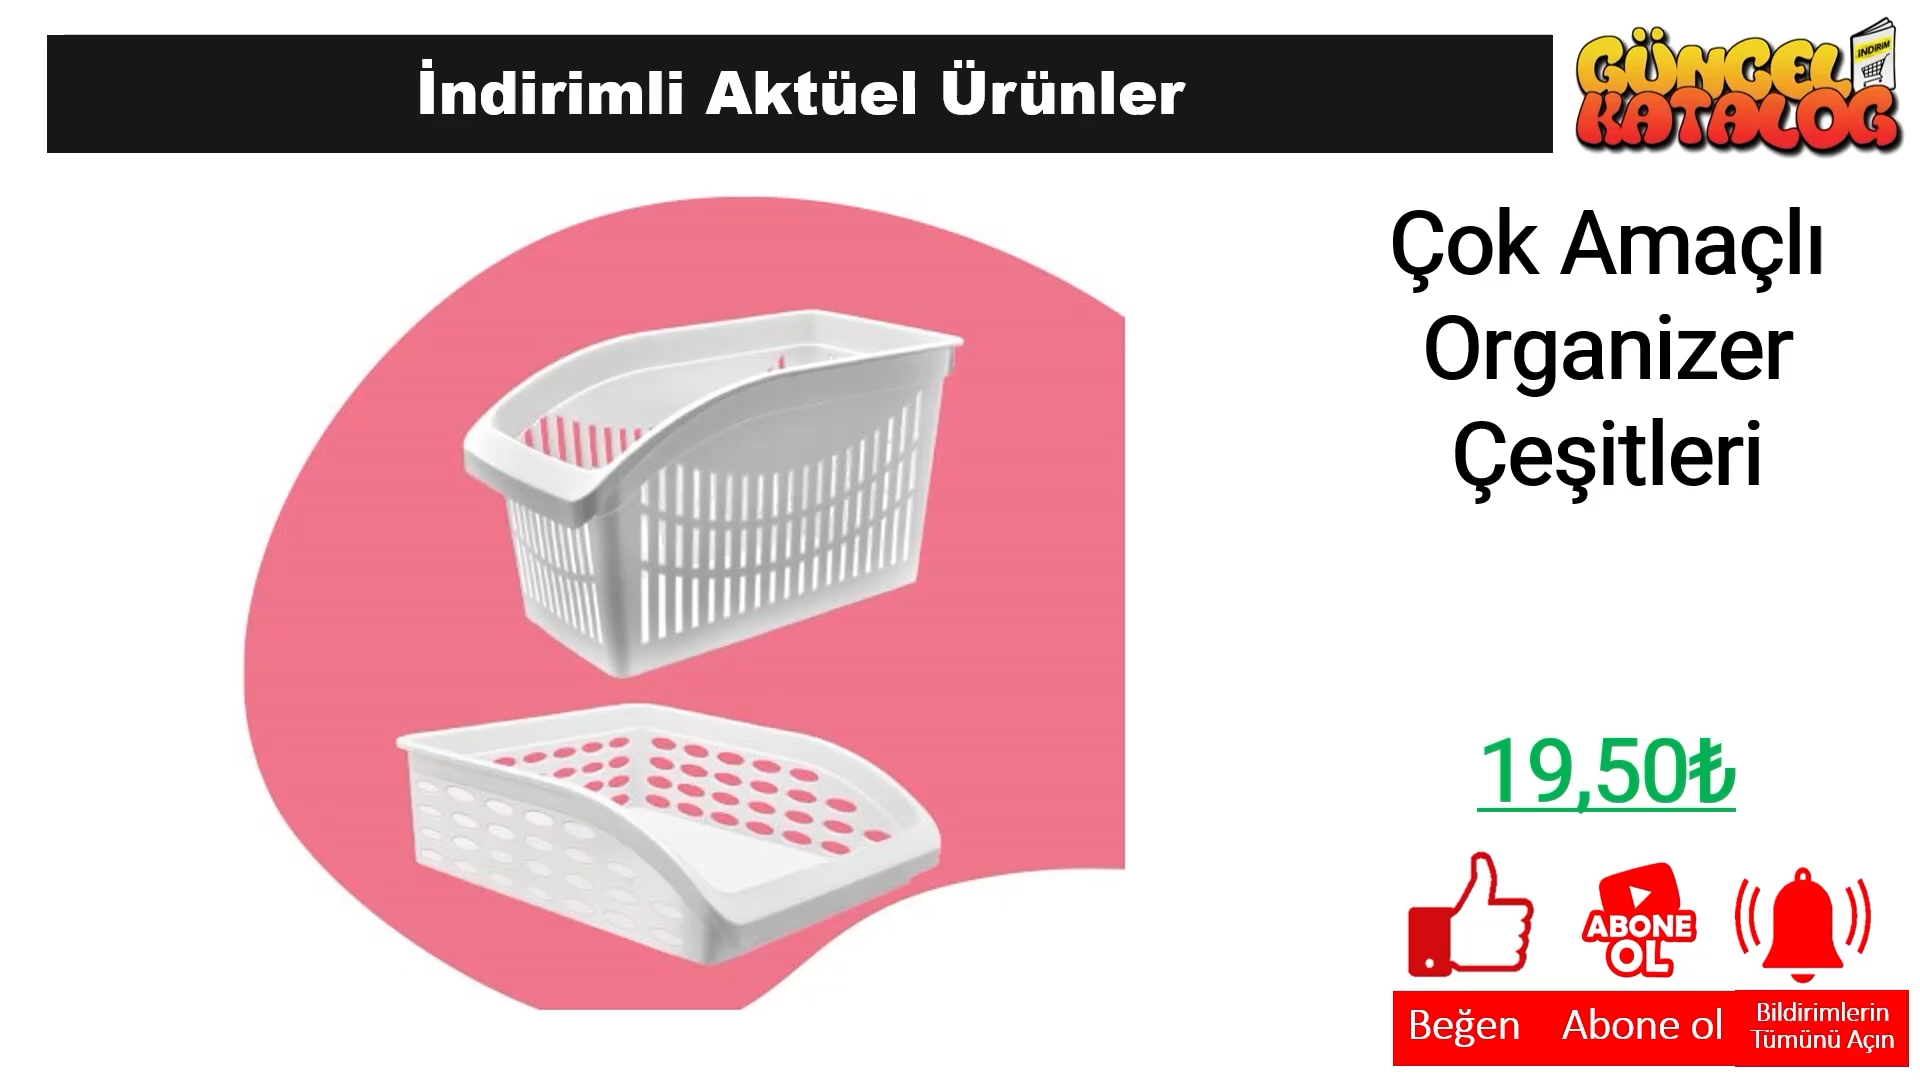 İndirimli Aktüel Ürünler
GÜNCEL
İNDİRİM
KATALOG
Çok Amaçlı
Organizer
Çeşitleri
19,50₺
ABONE
OL
Beğen
Abone ol
Bildirimlerin
Tümünü Açın